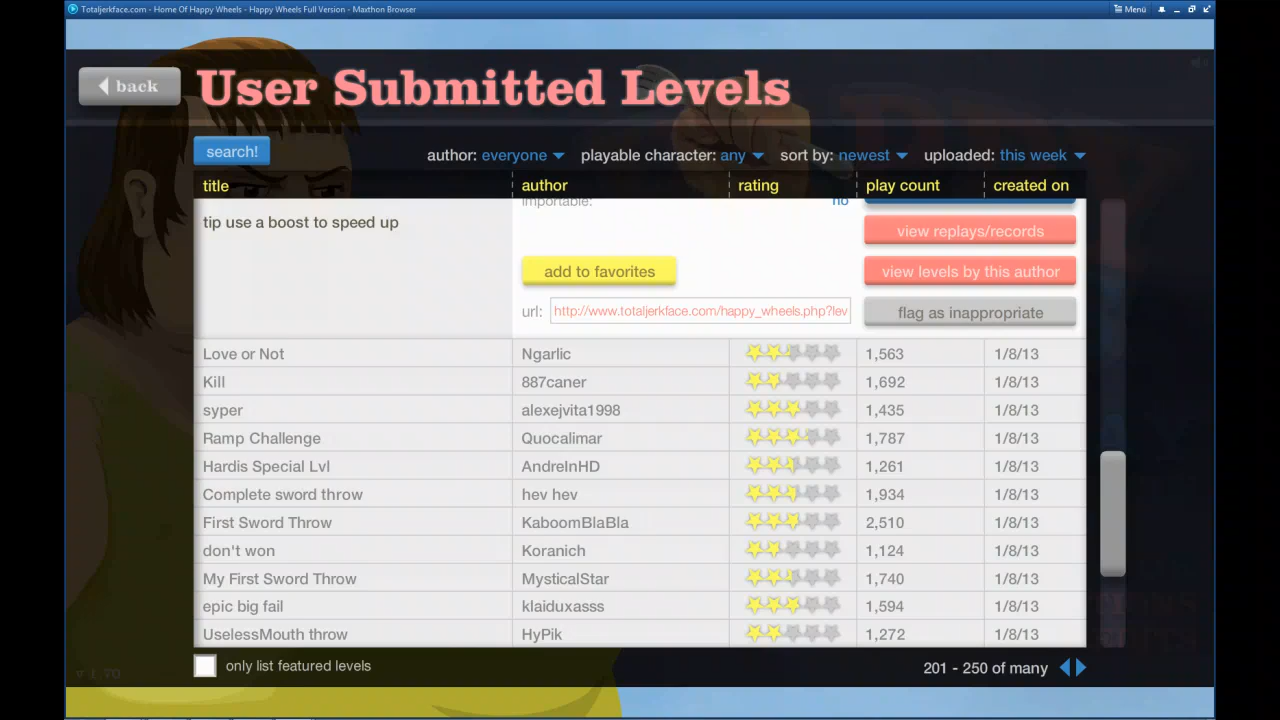 Totaljerkface.com - Home Of Happy Wheels - Happy Wheels Full Version - Maxthon Browser
Menü
back
User Submitted Levels
search!
author: everyone
playable character: any
sort by: newest
uploaded: this week
title author rating play count created on
importable: no
tip use a boost to speed up
view replays/records
add to favorites
view levels by this author
url: http://www.totaljerkface.com/happy_wheels.php?lev
flag as inappropriate
Love or Not Ngarlic 1,563 1/8/13
Kill 887caner 1,692 1/8/13
syper alexejvita1998 1,435 1/8/13
Ramp Challenge Quocalimar 1,787 1/8/13
Hardis Special Lvl AndreInHD 1,261 1/8/13
Complete sword throw hev hev 1,934 1/8/13
First Sword Throw KaboomBlaBla 2,510 1/8/13
don't won Koranich 1,124 1/8/13
My First Sword Throw MysticalStar 1,740 1/8/13
epic big fail klaiduxasss 1,594 1/8/13
UselessMouth throw HyPik 1,272 1/8/13
only list featured levels
201 - 250 of many
v 1.70